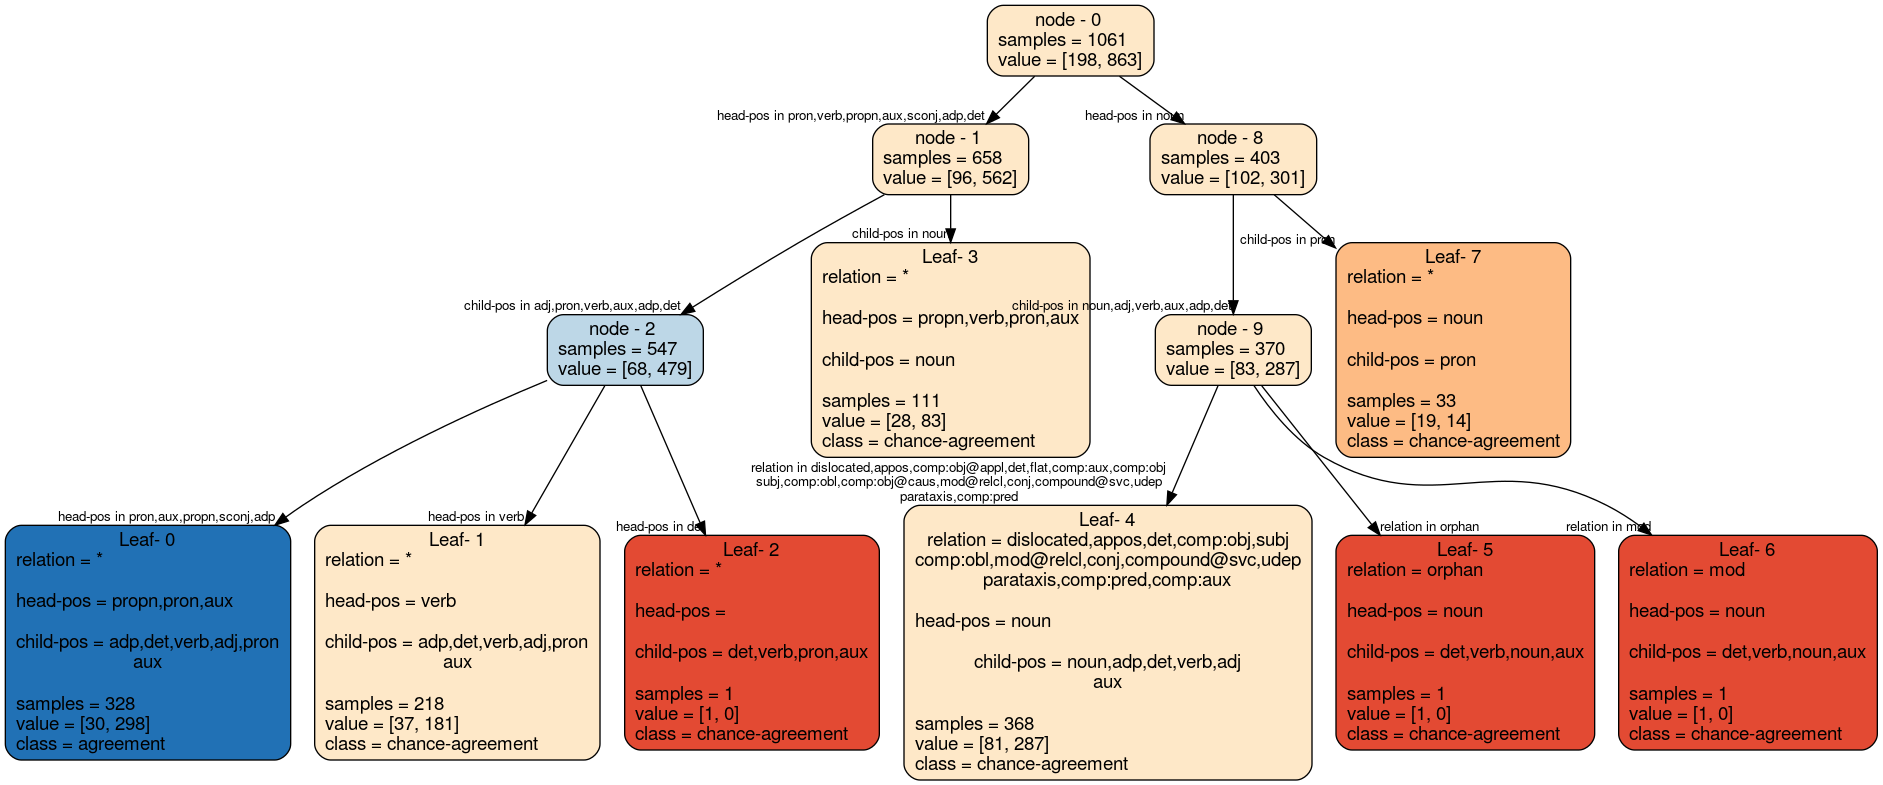 node - 0
samples = 1061
value = [198, 863]
head-pos in pron,verb,propn,aux,sconj,adp,det
head-pos in noun
node - 1
samples = 658
value = [96, 562]
node - 8
samples = 403
value = [102, 301]
child-pos in adj,pron,verb,aux,adp,det
child-pos in noun
child-pos in noun,adj,verb,aux,adp,det
child-pos in pron
node - 2
samples = 547
value = [68, 479]
Leaf- 3
relation = *
head-pos = propn,verb,pron,aux
child-pos = noun
samples = 111
value = [28, 83]
class = chance-agreement
node - 9
samples = 370
value = [83, 287]
Leaf- 7
relation = *
head-pos = noun
child-pos = pron
samples = 33
value = [19, 14]
class = chance-agreement
head-pos in pron,aux,propn,sconj,adp
head-pos in verb
head-pos in det
relation in dislocated,appos,comp:obj@appl,det,flat,comp:aux,comp:obj
subj,comp:obl,comp:obj@caus,mod@relcl,conj,compound@svc,udep
parataxis,comp:pred
relation in orphan
relation in mod
Leaf- 0
relation = *
head-pos = propn,pron,aux
child-pos = adp,det,verb,adj,pron
aux
samples = 328
value = [30, 298]
class = agreement
Leaf- 1
relation = *
head-pos = verb
child-pos = adp,det,verb,adj,pron
aux
samples = 218
value = [37, 181]
class = chance-agreement
Leaf- 2
relation = *
head-pos =
child-pos = det,verb,pron,aux
samples = 1
value = [1, 0]
class = chance-agreement
Leaf- 4
relation = dislocated,appos,det,comp:obj,subj
comp:obl,mod@relcl,conj,compound@svc,udep
parataxis,comp:pred,comp:aux
head-pos = noun
child-pos = noun,adp,det,verb,adj
aux
samples = 368
value = [81, 287]
class = chance-agreement
Leaf- 5
relation = orphan
head-pos = noun
child-pos = det,verb,noun,aux
samples = 1
value = [1, 0]
class = chance-agreement
Leaf- 6
relation = mod
head-pos = noun
child-pos = det,verb,noun,aux
samples = 1
value = [1, 0]
class = chance-agreement